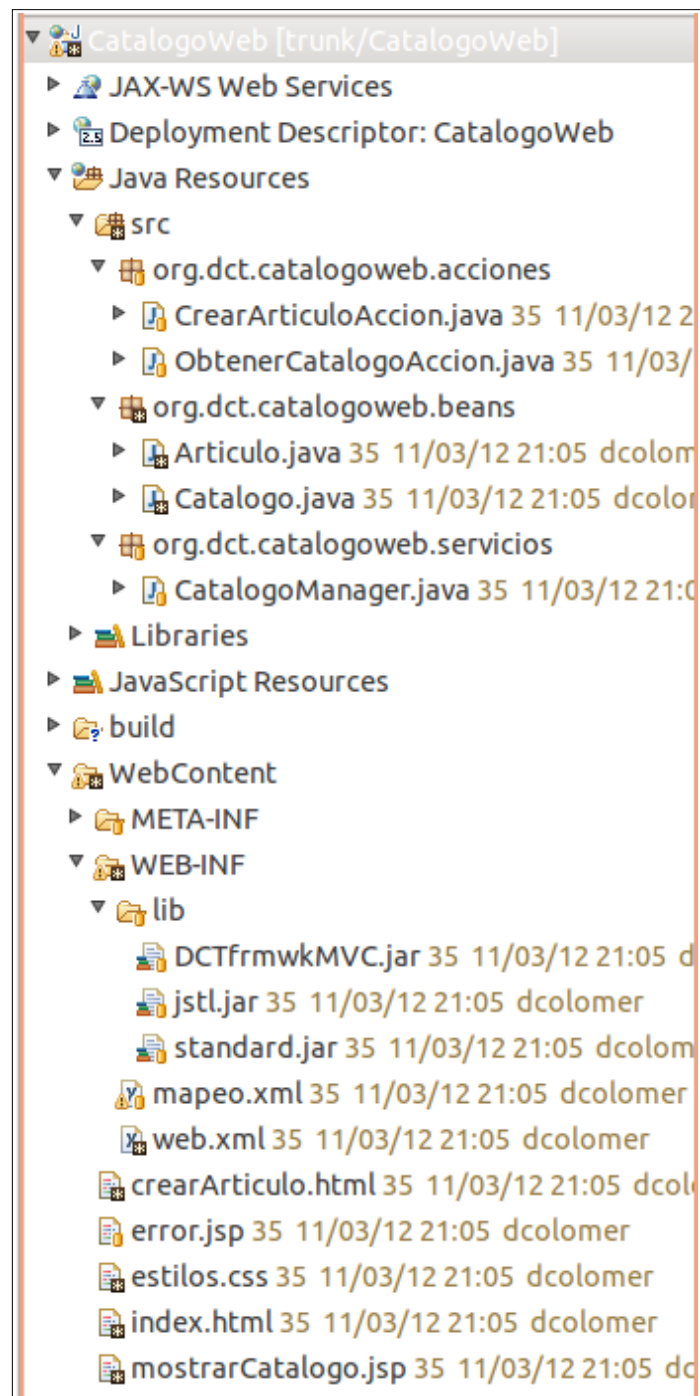 CatalogoWeb [trunk/CatalogoWeb]
JAX-WS Web Services
Deployment Descriptor: CatalogoWeb
Java Resources
src
org.dct.catalogoweb.acciones
CrearArticuloAccion.java 35 11/03/12 2
ObtenerCatalogoAccion.java 35 11/03/
org.dct.catalogoweb.beans
Articulo.java 35 11/03/12 21:05 dcolom
Catalogo.java 35 11/03/12 21:05 dcolor
org.dct.catalogoweb.servicios
CatalogoManager.java 35 11/03/12 21:0
Libraries
JavaScript Resources
build
WebContent
META-INF
WEB-INF
lib
DCTfrmwkMVC.jar 35 11/03/12 21:05 d
jstl.jar 35 11/03/12 21:05 dcolomer
standard.jar 35 11/03/12 21:05 dcolom
mapeo.xml 35 11/03/12 21:05 dcolomer
web.xml 35 11/03/12 21:05 dcolomer
crearArticulo.html 35 11/03/12 21:05 dcol
error.jsp 35 11/03/12 21:05 dcolomer
estilos.css 35 11/03/12 21:05 dcolomer
index.html 35 11/03/12 21:05 dcolomer
mostrarCatalogo.jsp 35 11/03/12 21:05 dc